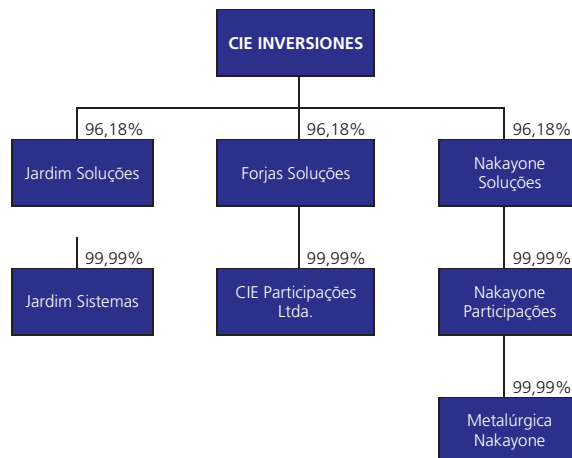 CIE INVERSIONES
96,18%
96,18%
96,18%
Jardim Soluções
Forjas Soluções
Nakayone
Soluções
99,99%
99,99%
99,99%
Jardim Sistemas
CIE Participações
Ltda.
Nakayone
Participações
99,99%
Metalúrgica
Nakayone